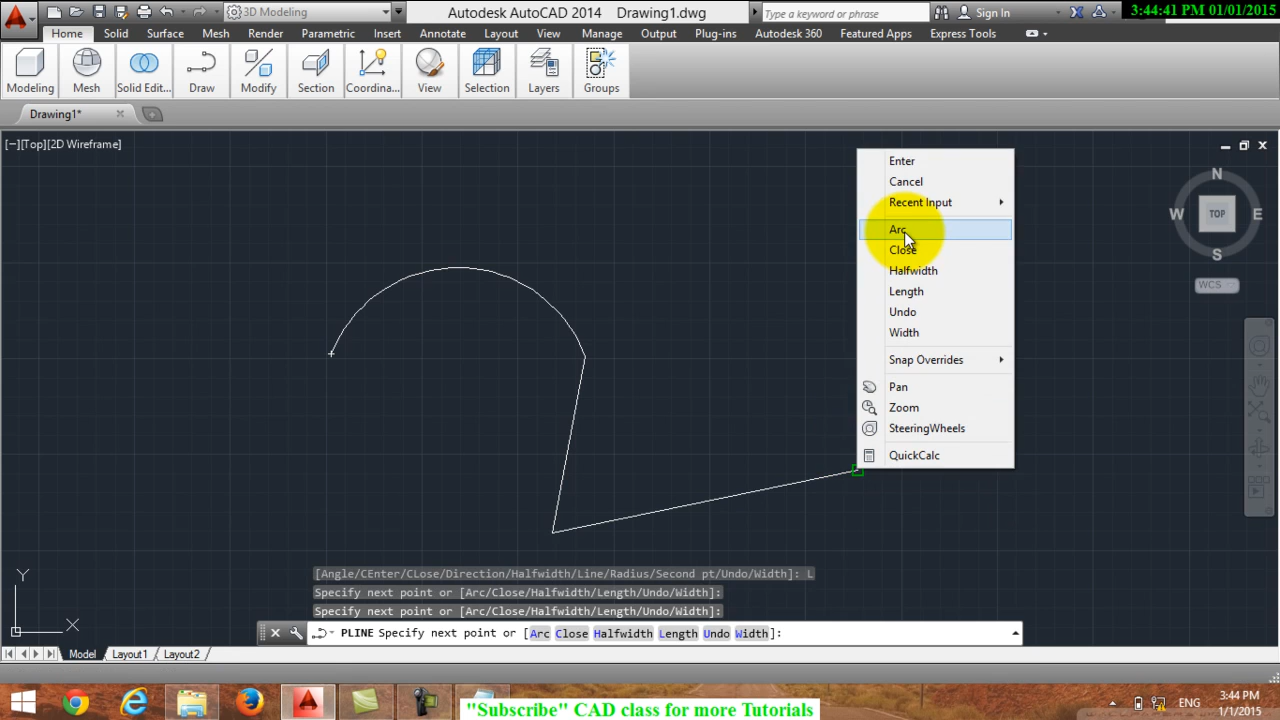 Autodesk AutoCAD 2014 Drawing1.dwg
3D Modeling
Type a keyword or phrase
Sign In
3:44:41 PM 01/01/2015
Home Solid Surface Mesh Render Parametric Insert Annotate Layout View Manage Output Plug-ins Autodesk 360 Featured Apps Express Tools
Modeling Mesh Solid Edit... Draw Modify Section Coordina... View Selection Layers Groups
Drawing1*
[−][Top][2D Wireframe]
N
W TOP E
S
WCS
Enter
Cancel
Recent Input
Arc
Close
Halfwidth
Length
Undo
Width
Snap Overrides
Pan
Zoom
SteeringWheels
QuickCalc
Y
X
[Angle/CEnter/CLose/Direction/Halfwidth/Line/Radius/Second pt/Undo/Width]: L
Specify next point or [Arc/Close/Halfwidth/Length/Undo/Width]:
Specify next point or [Arc/Close/Halfwidth/Length/Undo/Width]:
PLINE Specify next point or [Arc Close Halfwidth Length Undo Width]:
Model Layout1 Layout2
ENG
3:44 PM
1/1/2015
"Subscribe" CAD class for more Tutorials